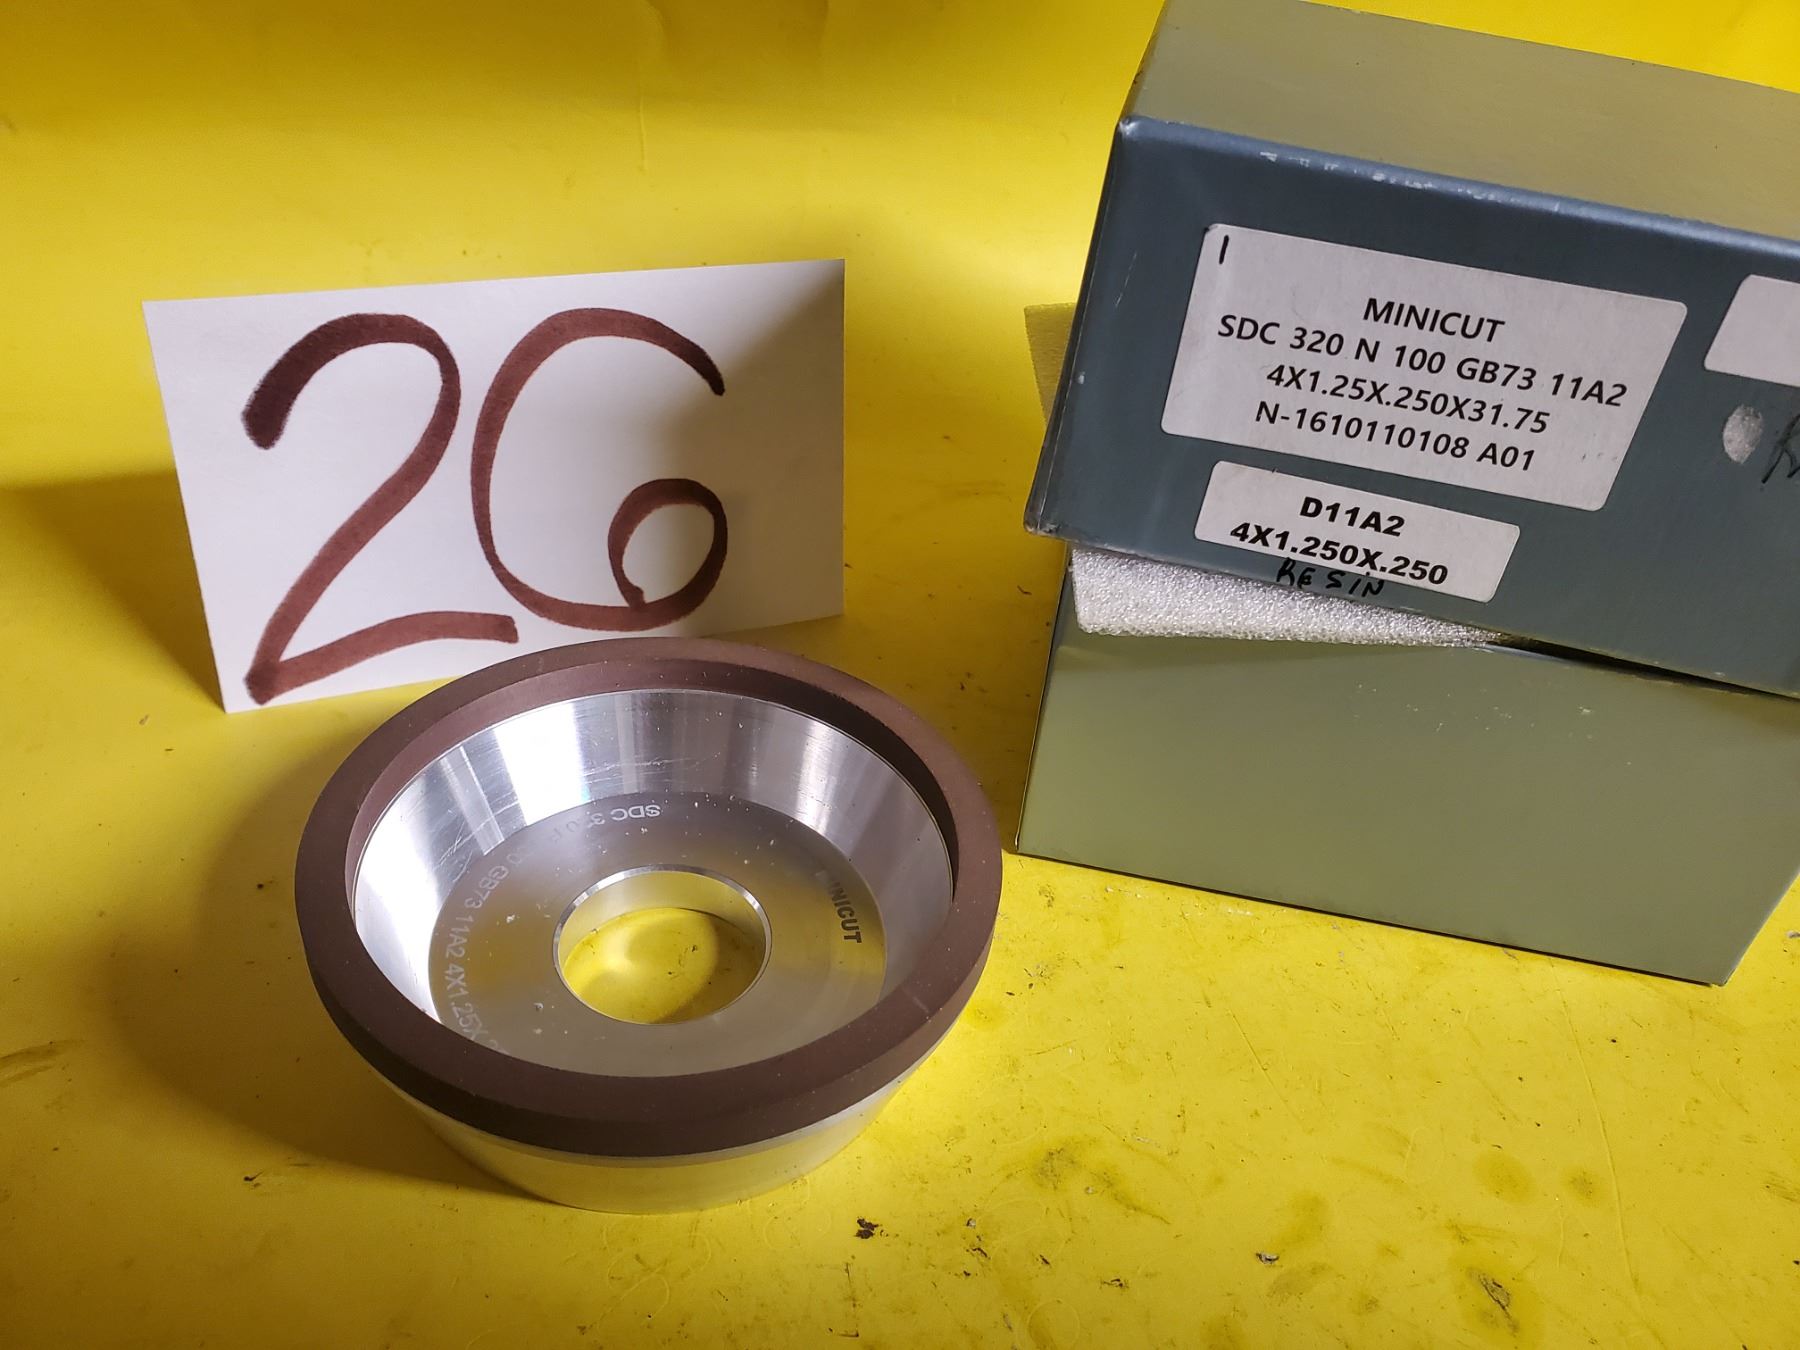 26
I
MINICUT
SDC 320 N 100 GB73 11A2
4X1.25X.250X31.75
N-1610110108 A01
D11A2
4X1.250X.250
RESIN
SDC
GB73 11A2 4X1.25X
MINICUT